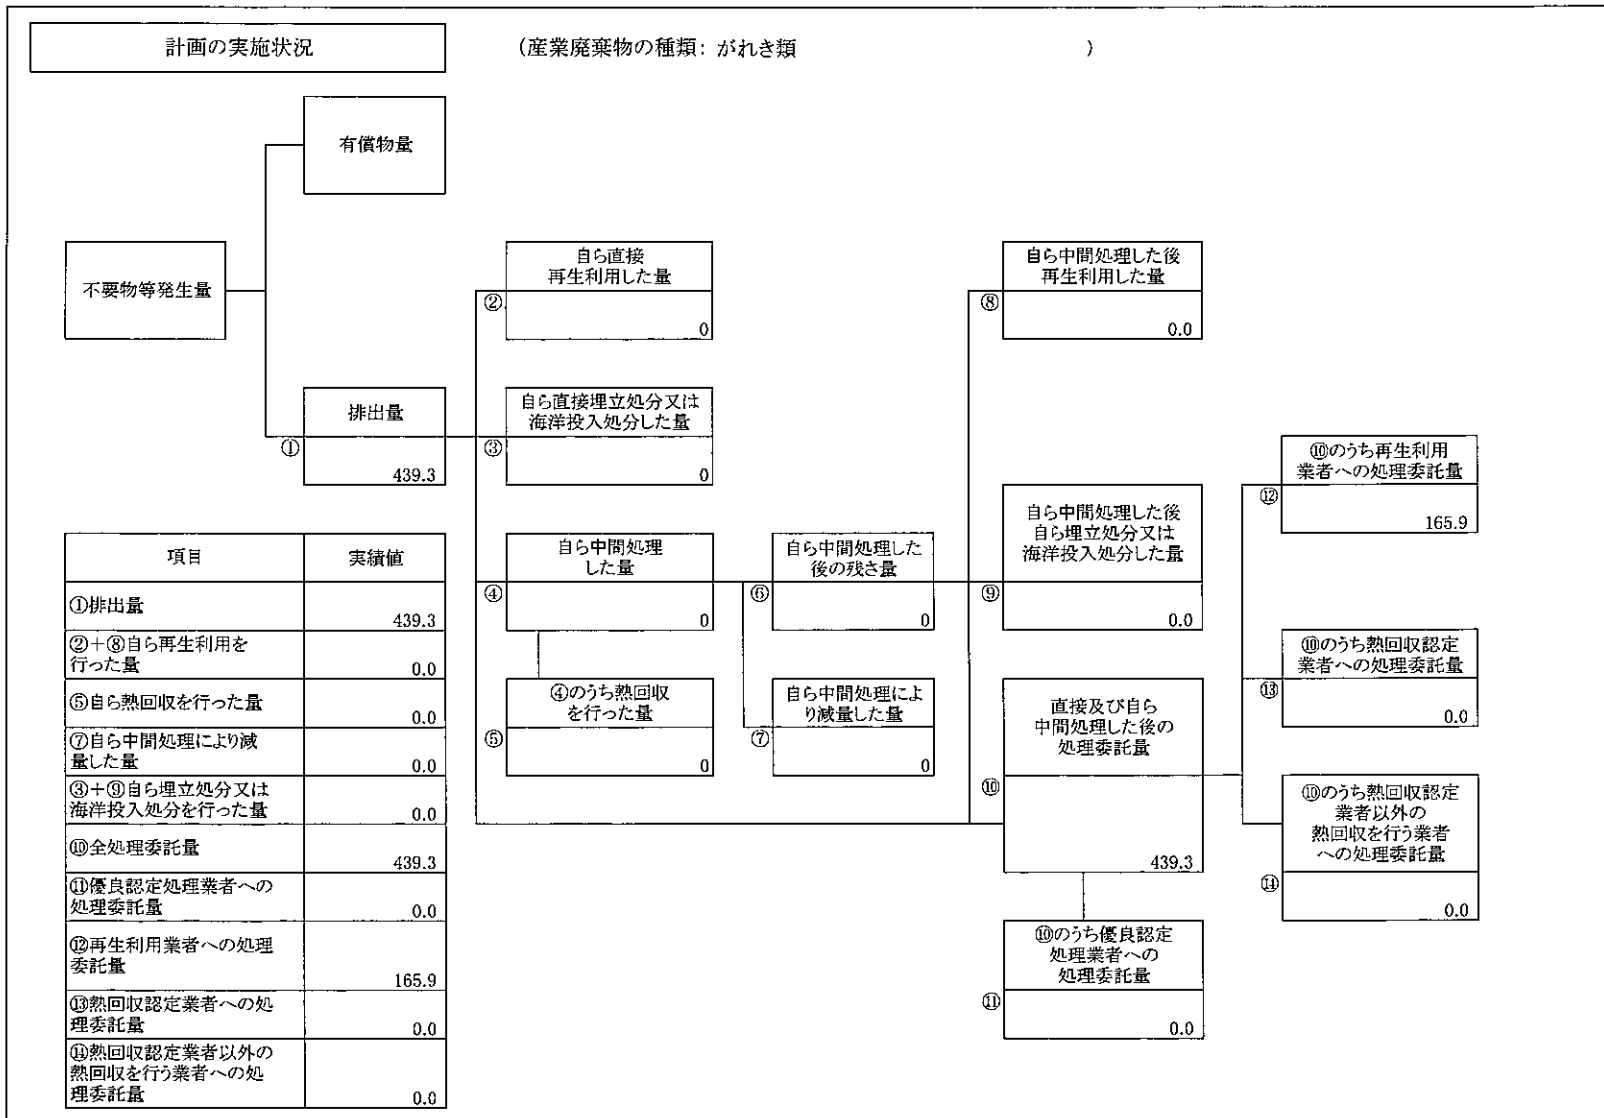 計画の実施状況
(産業廃棄物の種類: がれき類 )
有償物量
不要物等発生量
排出量
①
439.3
自ら直接
再生利用した量
②
0
自ら直接埋立処分又は
海洋投入処分した量
③
0
自ら中間処理
した量
④
0
④のうち熱回収
を行った量
⑤
0
自ら中間処理した
後の残さ量
⑥
0
自ら中間処理によ
り減量した量
⑦
0
自ら中間処理した後
再生利用した量
⑧
0.0
自ら中間処理した後
自ら埋立処分又は
海洋投入処分した量
⑨
0.0
直接及び自ら
中間処理した後の
処理委託量
⑩
439.3
⑩のうち優良認定
処理業者への
処理委託量
⑪
0.0
⑩のうち再生利用
業者への処理委託量
⑫
165.9
⑩のうち熱回収認定
業者への処理委託量
⑬
0.0
⑩のうち熱回収認定
業者以外の
熱回収を行う業者
への処理委託量
⑭
0.0
項目 実績値
①排出量
439.3
②+⑧自ら再生利用を
行った量
0.0
⑤自ら熱回収を行った量
0.0
⑦自ら中間処理により減
量した量
0.0
③+⑨自ら埋立処分又は
海洋投入処分を行った量
0.0
⑩全処理委託量
439.3
⑪優良認定処理業者への
処理委託量
0.0
⑫再生利用業者への処理
委託量
165.9
⑬熱回収認定業者への処
理委託量
0.0
⑭熱回収認定業者以外の
熱回収を行う業者への処
理委託量
0.0